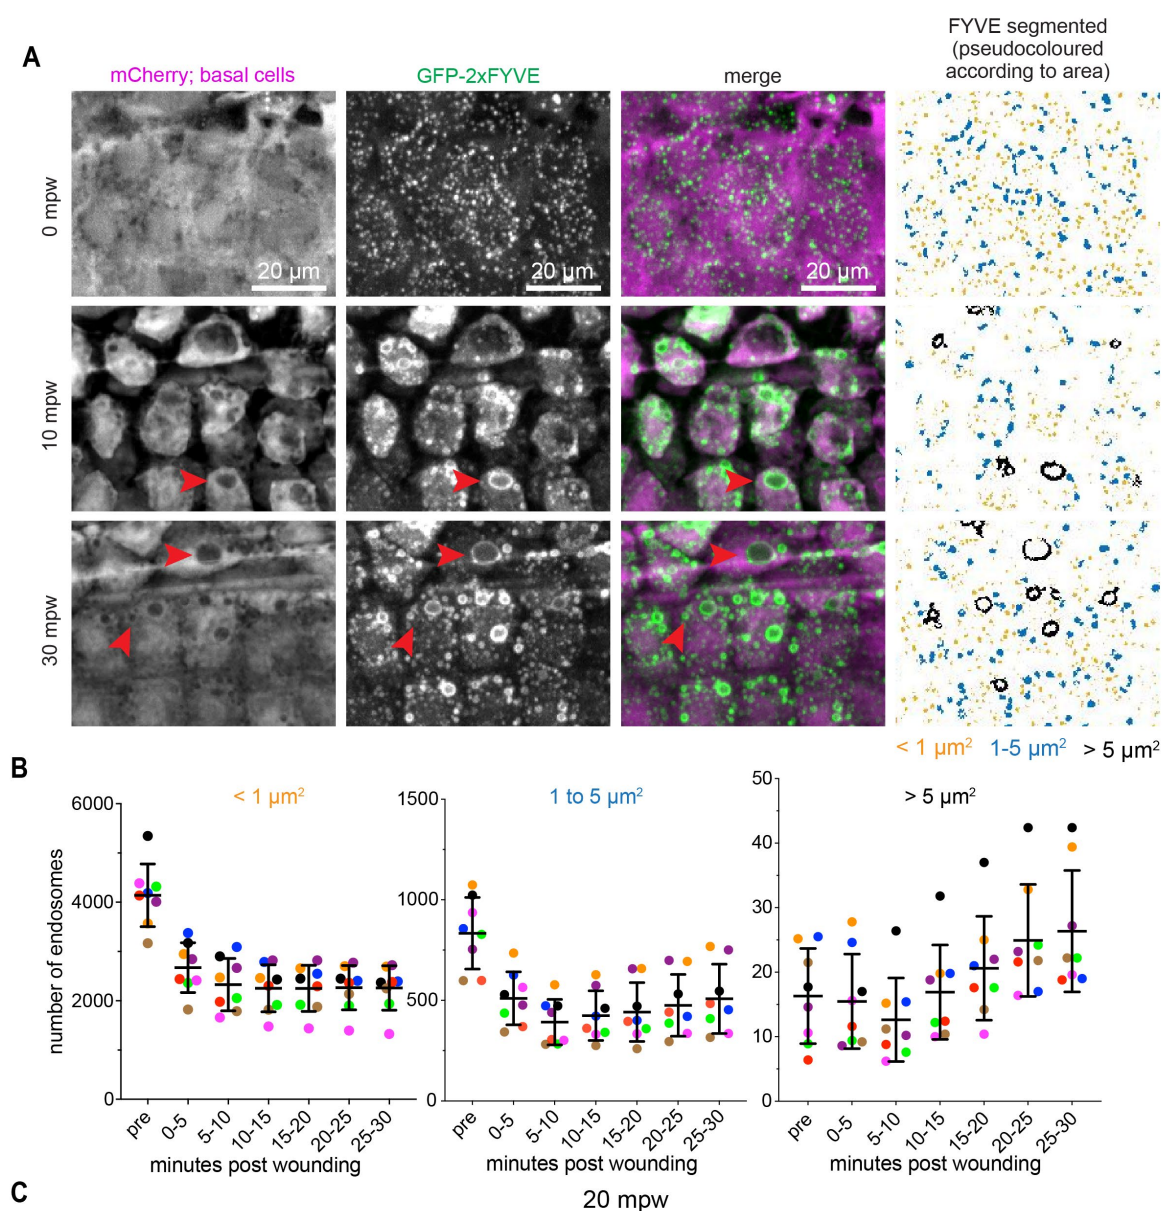 A
mCherry; basal cells
GFP-2xFYVE
merge
FYVE segmented
(pseudocoloured
according to area)
0 mpw
20 µm
20 µm
20 µm
10 mpw
30 mpw
< 1 µm²
1-5 µm²
> 5 µm²
B
number of endosomes
< 1 µm²
6000
4000
2000
0
pre
0-5
5-10
10-15
15-20
20-25
25-30
minutes post wounding
1 to 5 µm²
1500
1000
500
0
pre
0-5
5-10
10-15
15-20
20-25
25-30
minutes post wounding
> 5 µm²
50
40
30
20
10
0
pre
0-5
5-10
10-15
15-20
20-25
25-30
minutes post wounding
C
20 mpw